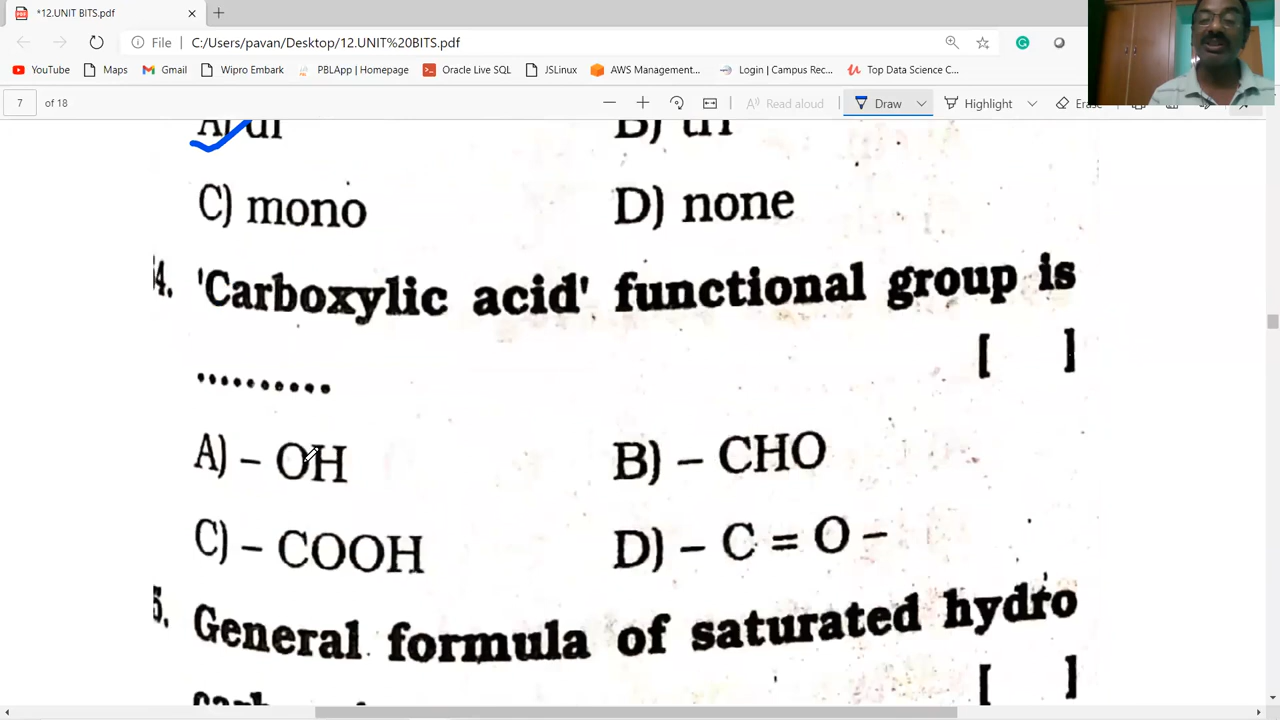 *12.UNIT BITS.pdf
File C:/Users/pavan/Desktop/12.UNIT%20BITS.pdf
YouTube Maps Gmail Wipro Embark PBLApp | Homepage Oracle Live SQL JSLinux AWS Management... Login | Campus Rec... Top Data Science C...
7 of 18 Read aloud Draw Highlight
A) di B) tri
C) mono D) none
4. 'Carboxylic acid' functional group is
.......... [ ]
A) – OH B) – CHO
C) – COOH D) – C = O –
5. General formula of saturated hydro
[ ]